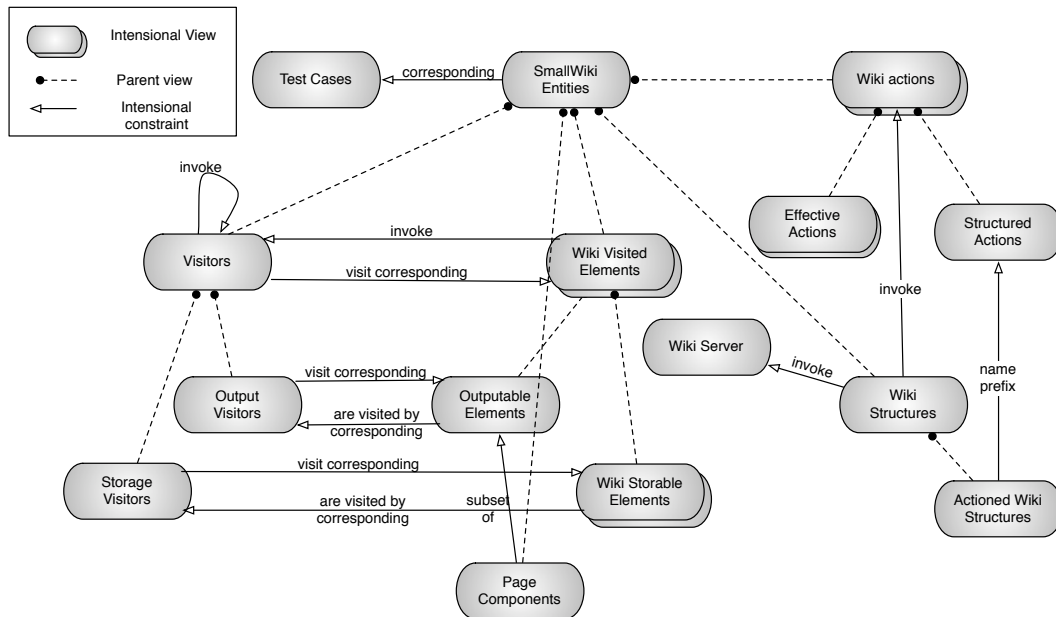 Intensional View
Parent view
Intensional
constraint
Test Cases
corresponding
SmallWiki
Entities
Wiki actions
invoke
Effective
Actions
Structured
Actions
Visitors
invoke
visit corresponding
Wiki Visited
Elements
invoke
Wiki Server
invoke
name
prefix
Output
Visitors
visit corresponding
are visited by
corresponding
Outputable
Elements
Wiki
Structures
Storage
Visitors
visit corresponding
are visited by
corresponding
subset
of
Wiki Storable
Elements
Actioned Wiki
Structures
Page
Components